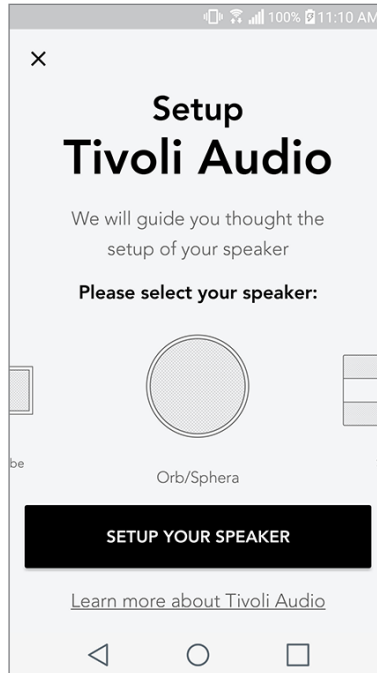 100% 11:10 AM
Setup
Tivoli Audio
We will guide you thought the
setup of your speaker
Please select your speaker:
be
Orb/Sphera
SETUP YOUR SPEAKER
Learn more about Tivoli Audio